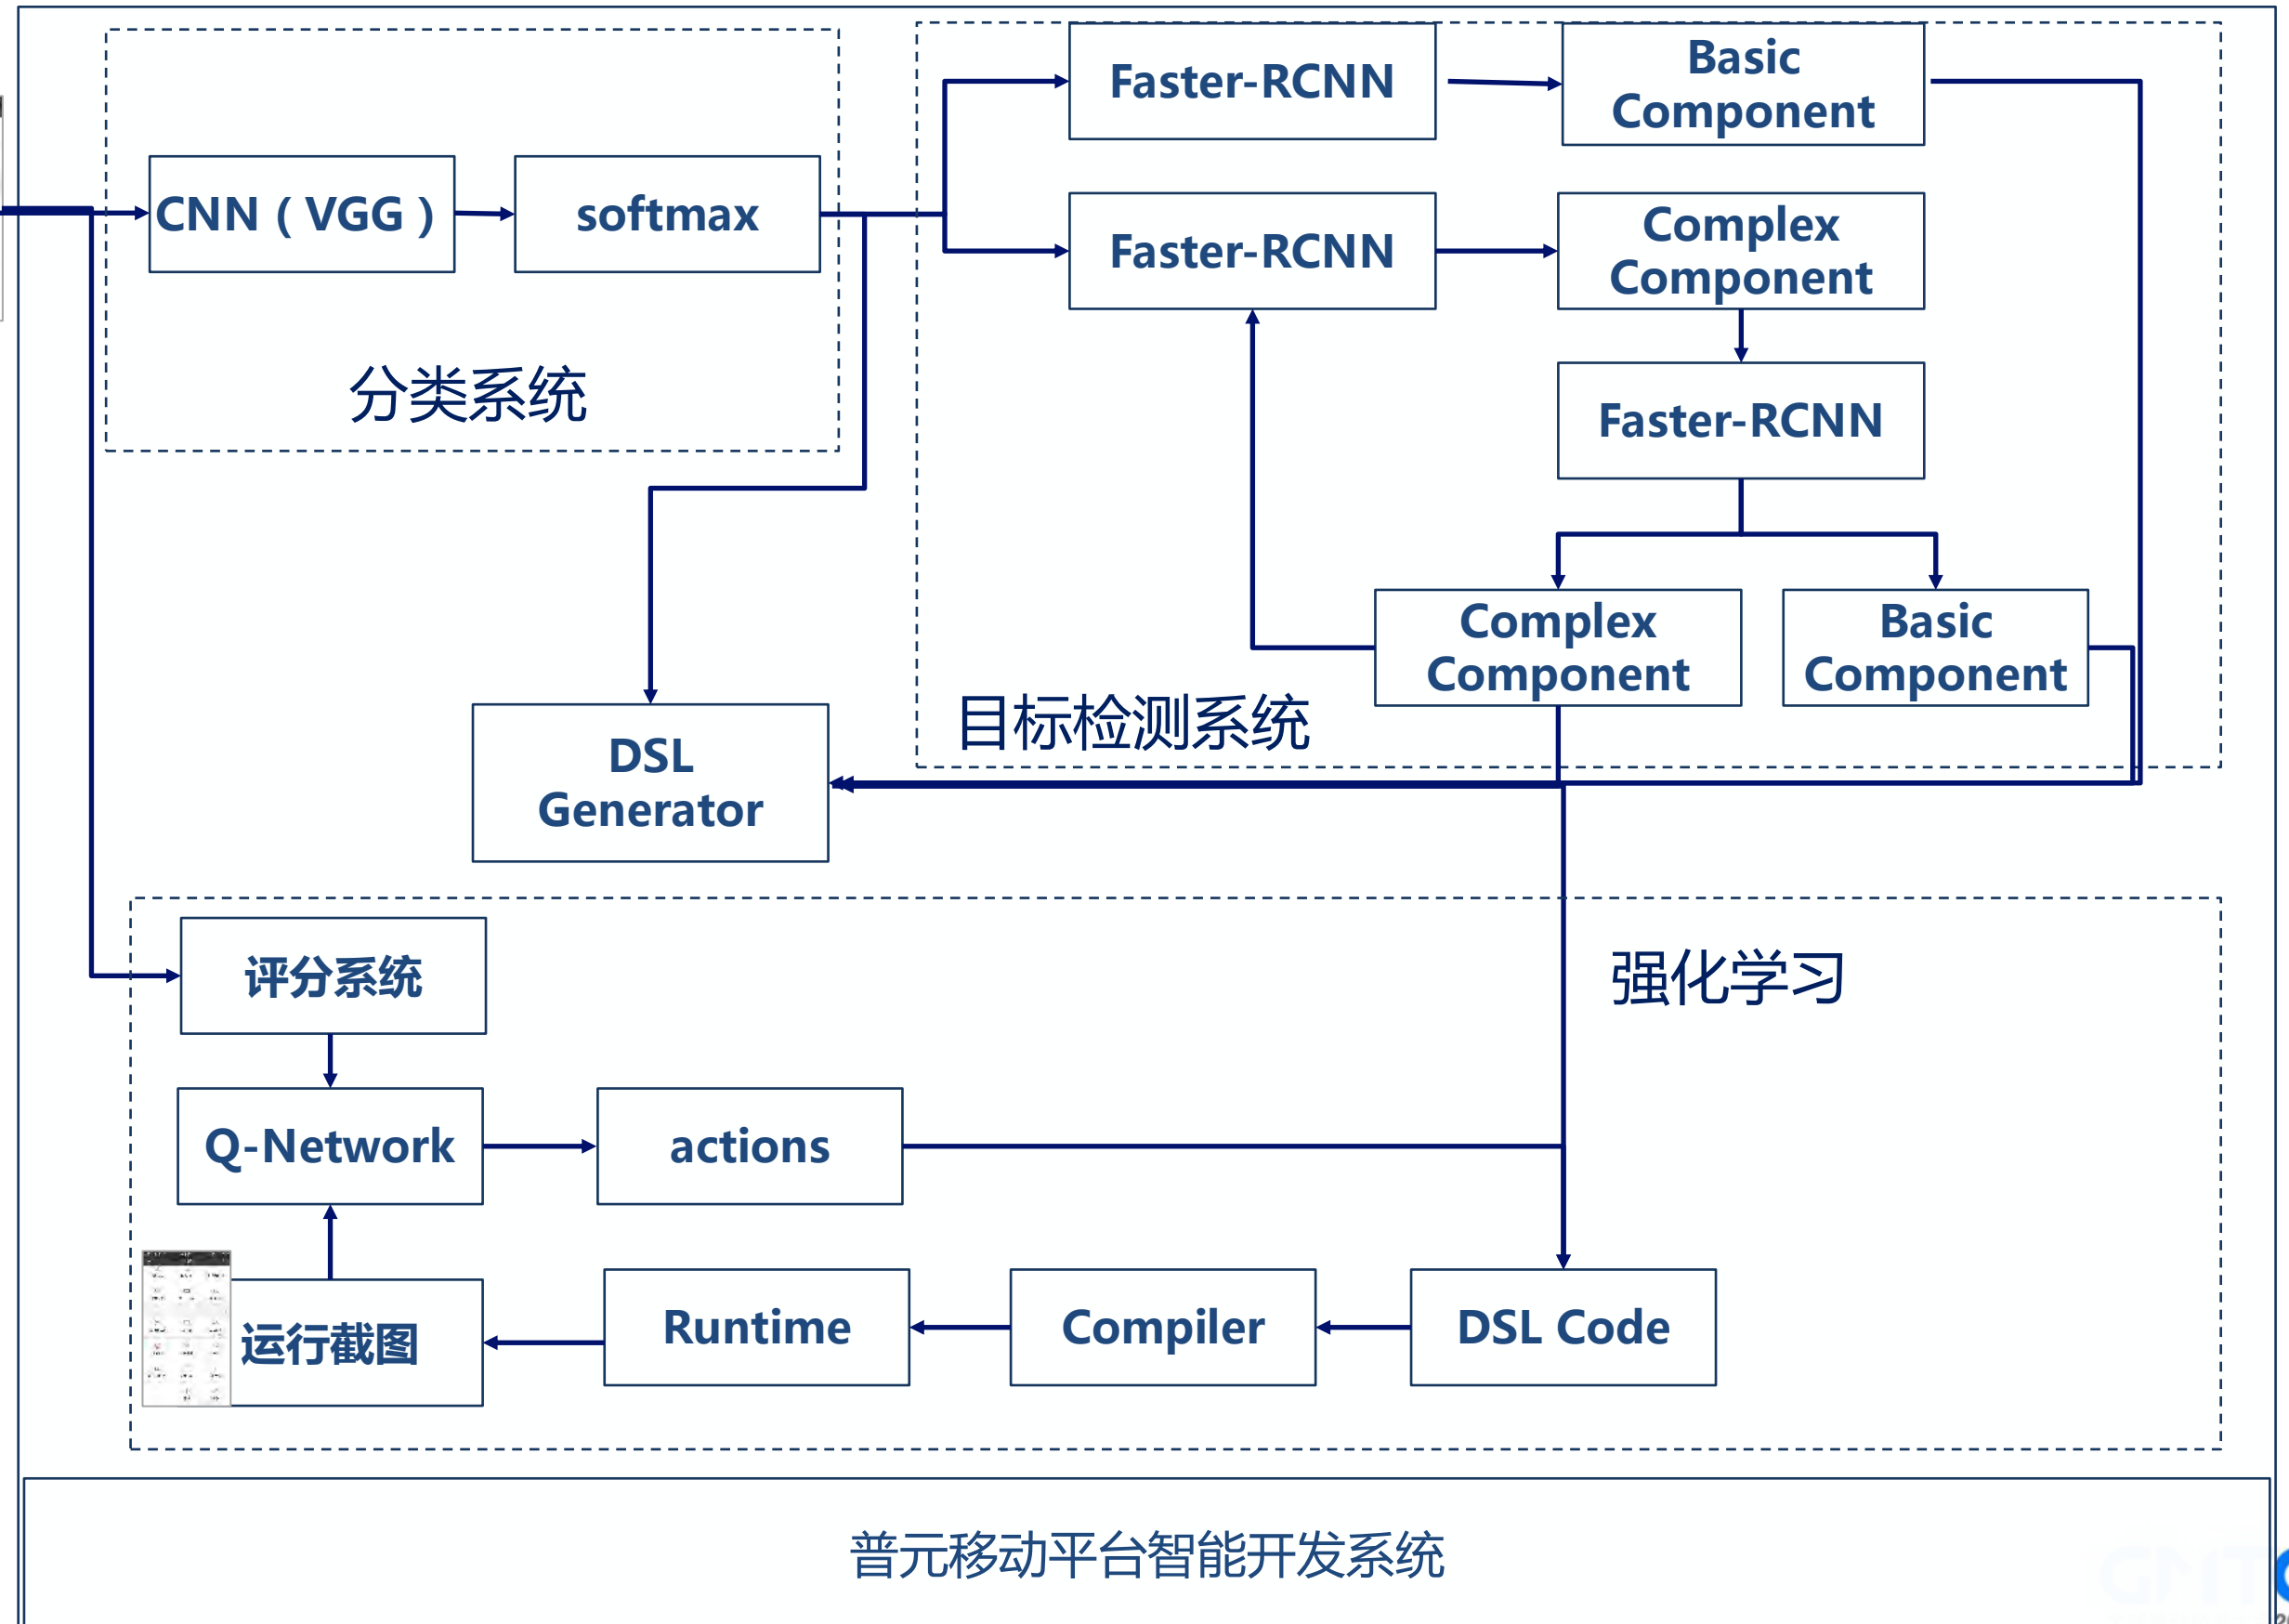 Faster-RCNN
Basic
Component
CNN（VGG）
softmax
Faster-RCNN
Complex
Component
分类系统
Faster-RCNN
Complex
Component
Basic
Component
目标检测系统
DSL
Generator
评分系统
强化学习
Q-Network
actions
运行截图
Runtime
Compiler
DSL Code
普元移动平台智能开发系统